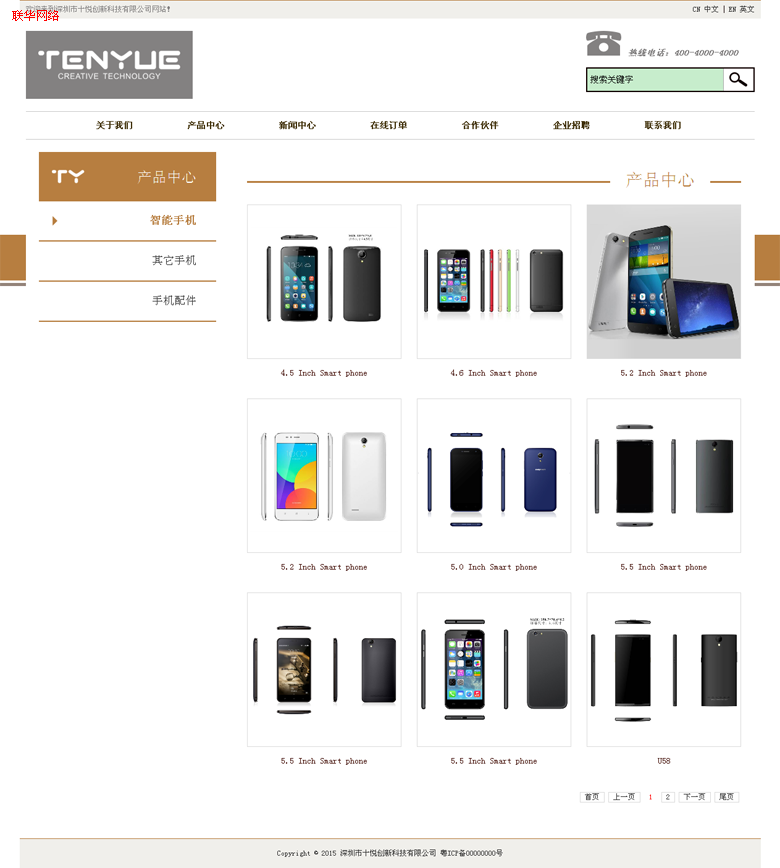 欢迎来到深圳市十悦创新科技有限公司网站!
联华网络
CN 中文 | EN 英文
TENYUE
CREATIVE TECHNOLOGY
热线电话：400-4000-4000
搜索关键字
关于我们 产品中心 新闻中心 在线订单 合作伙伴 企业招聘 联系我们
TY 产品中心
智能手机
其它手机
手机配件
产品中心
4.5 Inch Smart phone
4.6 Inch Smart phone
5.2 Inch Smart phone
5.2 Inch Smart phone
5.0 Inch Smart phone
5.5 Inch Smart phone
5.5 Inch Smart phone
5.5 Inch Smart phone
U58
首页 上一页 1 2 下一页 尾页
Copyright © 2015 深圳市十悦创新科技有限公司 粤ICP备00000000号